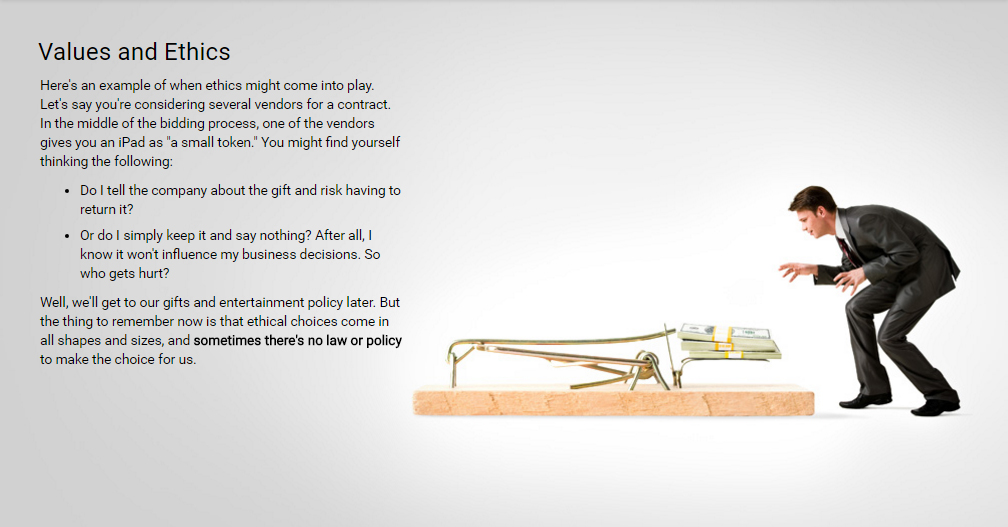 Values and Ethics
Here's an example of when ethics might come into play.
Let's say you're considering several vendors for a contract.
In the middle of the bidding process, one of the vendors
gives you an iPad as "a small token." You might find yourself
thinking the following:
• Do I tell the company about the gift and risk having to
return it?
• Or do I simply keep it and say nothing? After all, I
know it won't influence my business decisions. So
who gets hurt?
Well, we'll get to our gifts and entertainment policy later. But
the thing to remember now is that ethical choices come in
all shapes and sizes, and sometimes there's no law or policy
to make the choice for us.